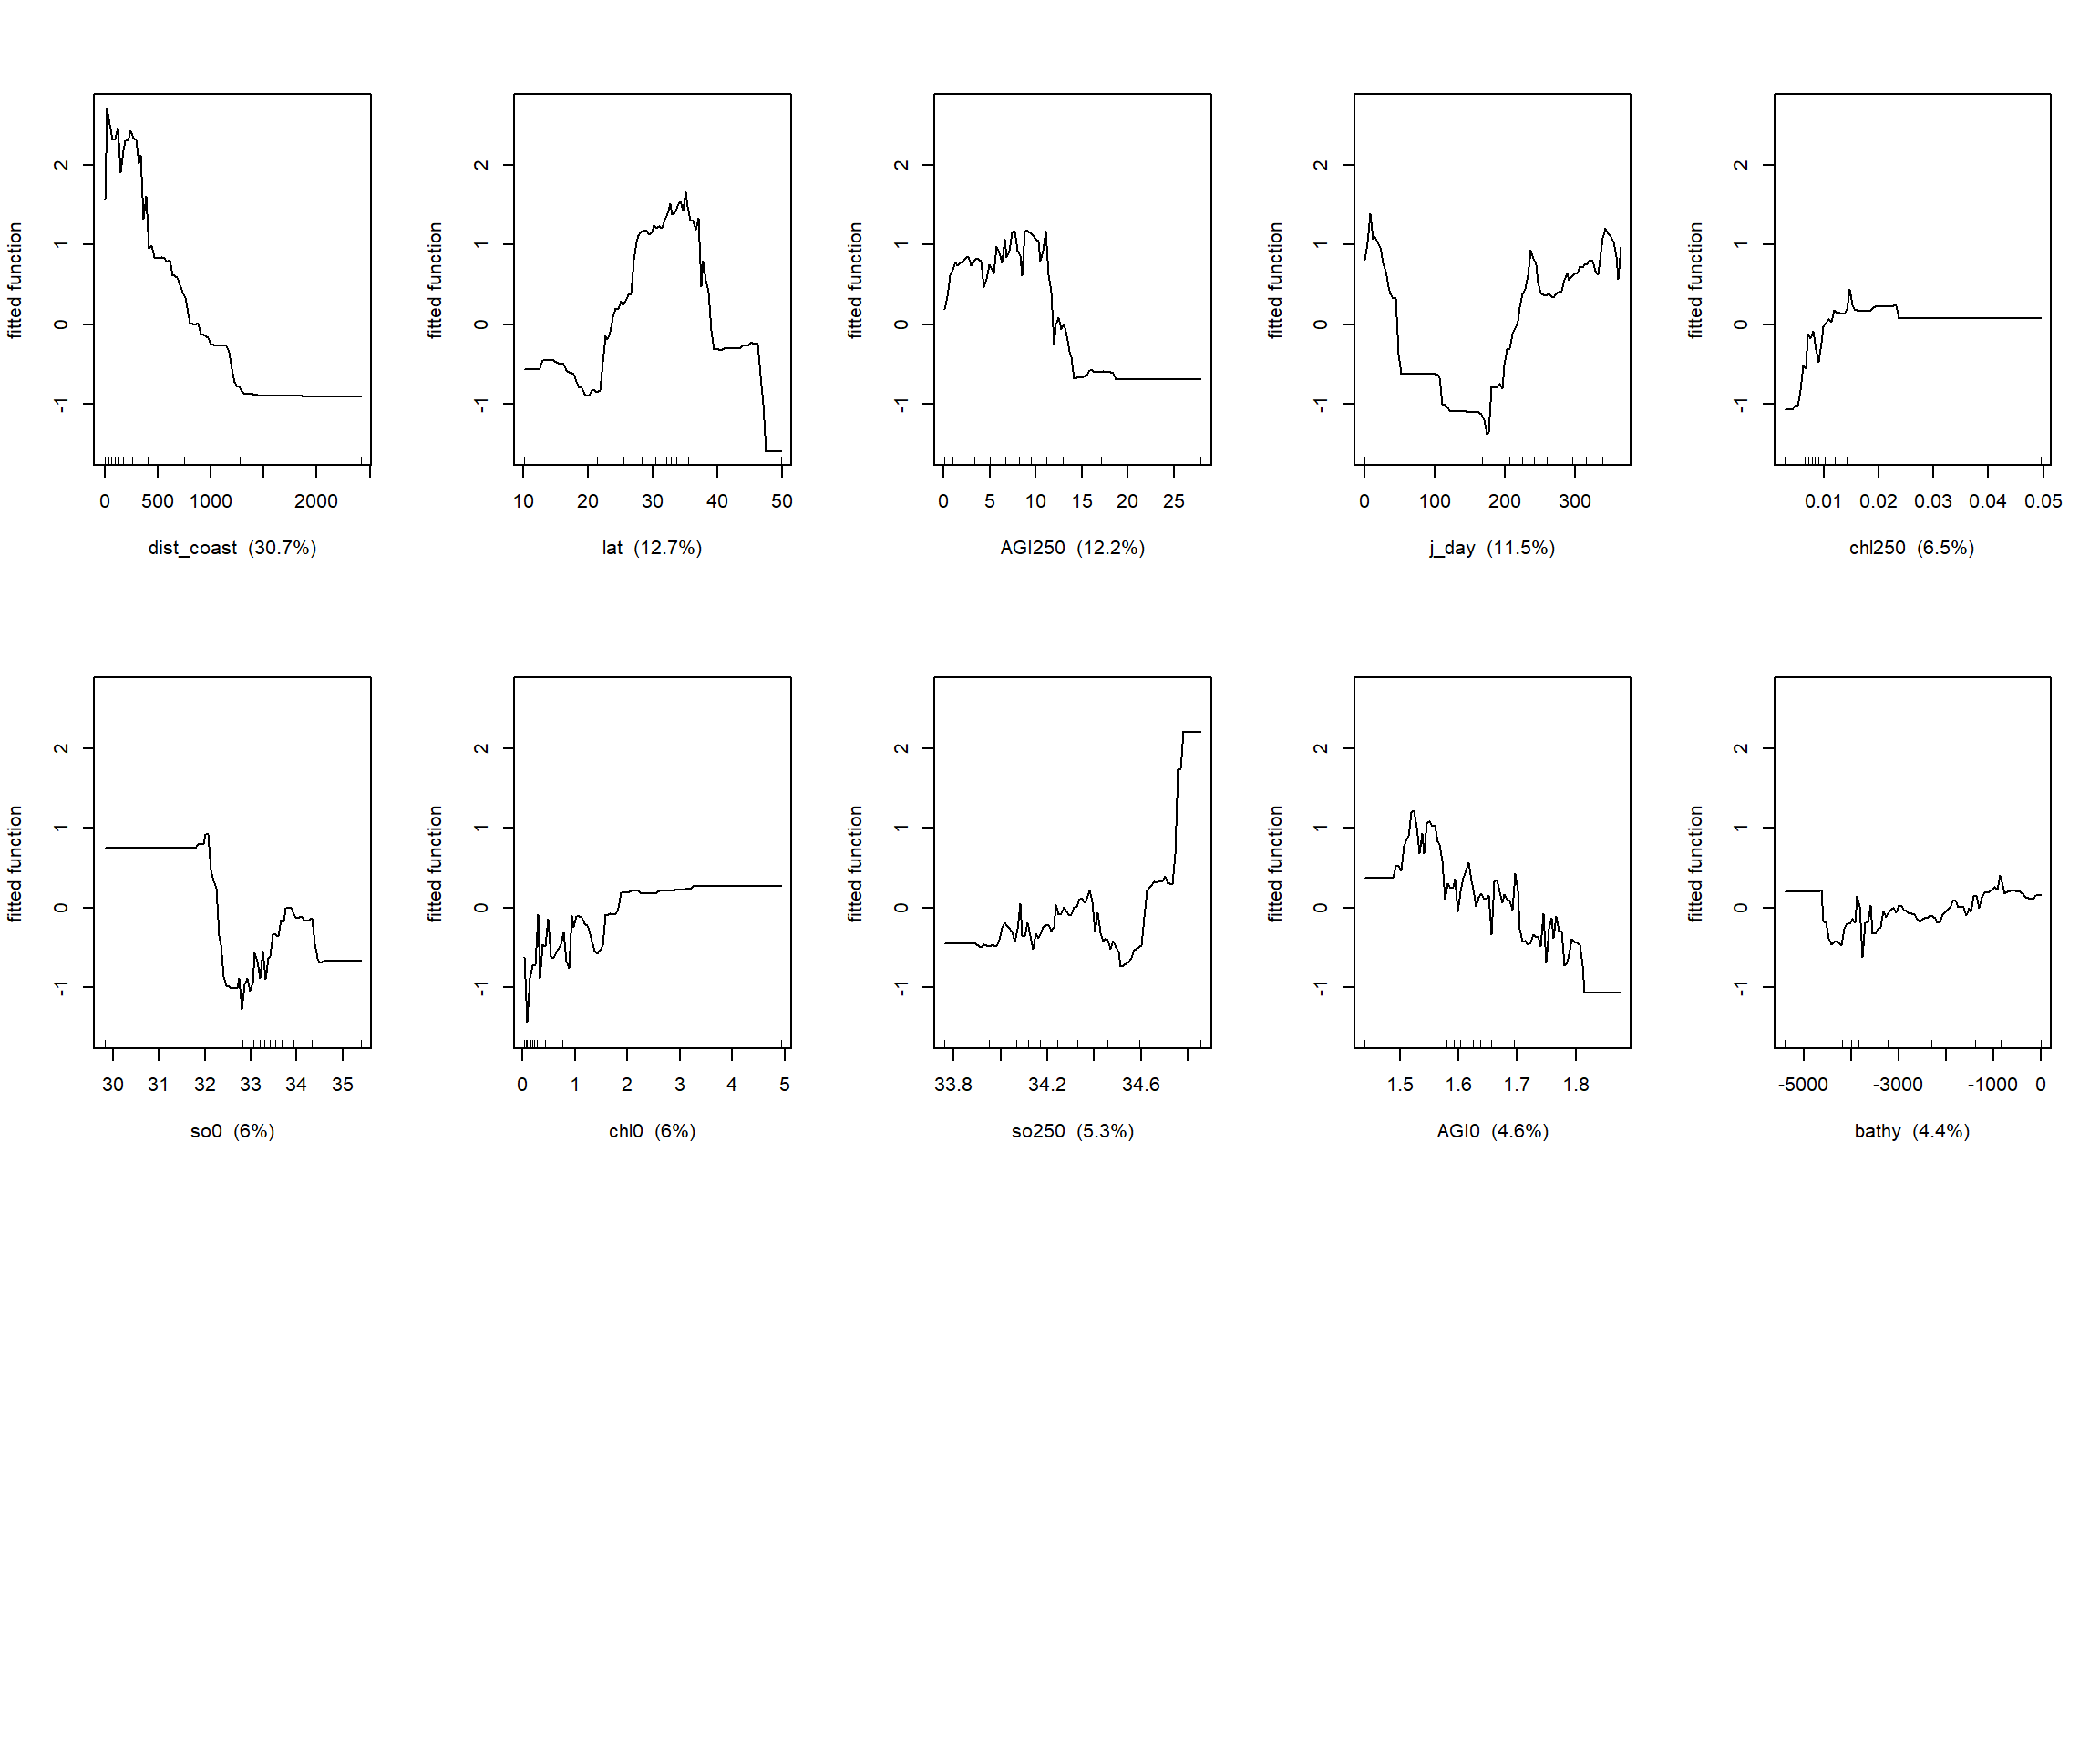 fitted function
2
1
0
-1
0 500 1000 2000
dist_coast (30.7%)
fitted function
2
1
0
-1
10 20 30 40 50
lat (12.7%)
fitted function
2
1
0
-1
0 5 10 15 20 25
AGI250 (12.2%)
fitted function
2
1
0
-1
0 100 200 300
j_day (11.5%)
fitted function
2
1
0
-1
0.01 0.02 0.03 0.04 0.05
chl250 (6.5%)
fitted function
2
1
0
-1
30 31 32 33 34 35
so0 (6%)
fitted function
2
1
0
-1
0 1 2 3 4 5
chl0 (6%)
fitted function
2
1
0
-1
33.8 34.2 34.6
so250 (5.3%)
fitted function
2
1
0
-1
1.5 1.6 1.7 1.8
AGI0 (4.6%)
fitted function
2
1
0
-1
-5000 -3000 -1000 0
bathy (4.4%)